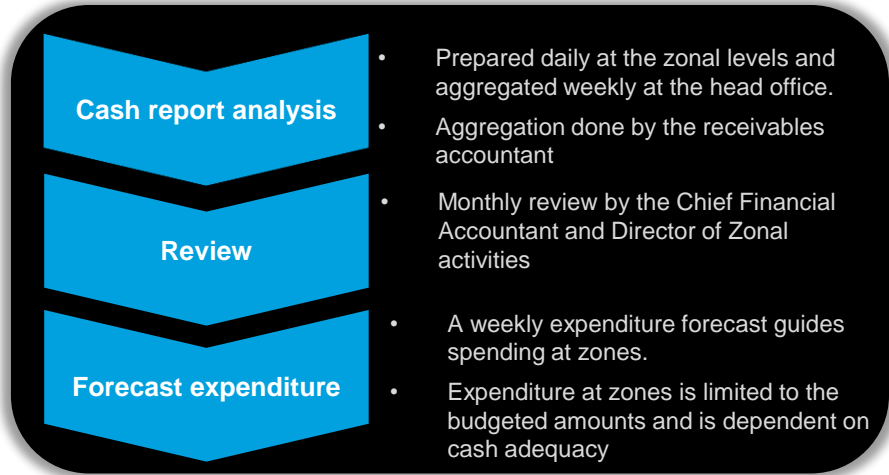 Cash report analysis
• Prepared daily at the zonal levels and
aggregated weekly at the head office.
• Aggregation done by the receivables
accountant
Review
• Monthly review by the Chief Financial
Accountant and Director of Zonal
activities
Forecast expenditure
• A weekly expenditure forecast guides
spending at zones.
• Expenditure at zones is limited to the
budgeted amounts and is dependent on
cash adequacy